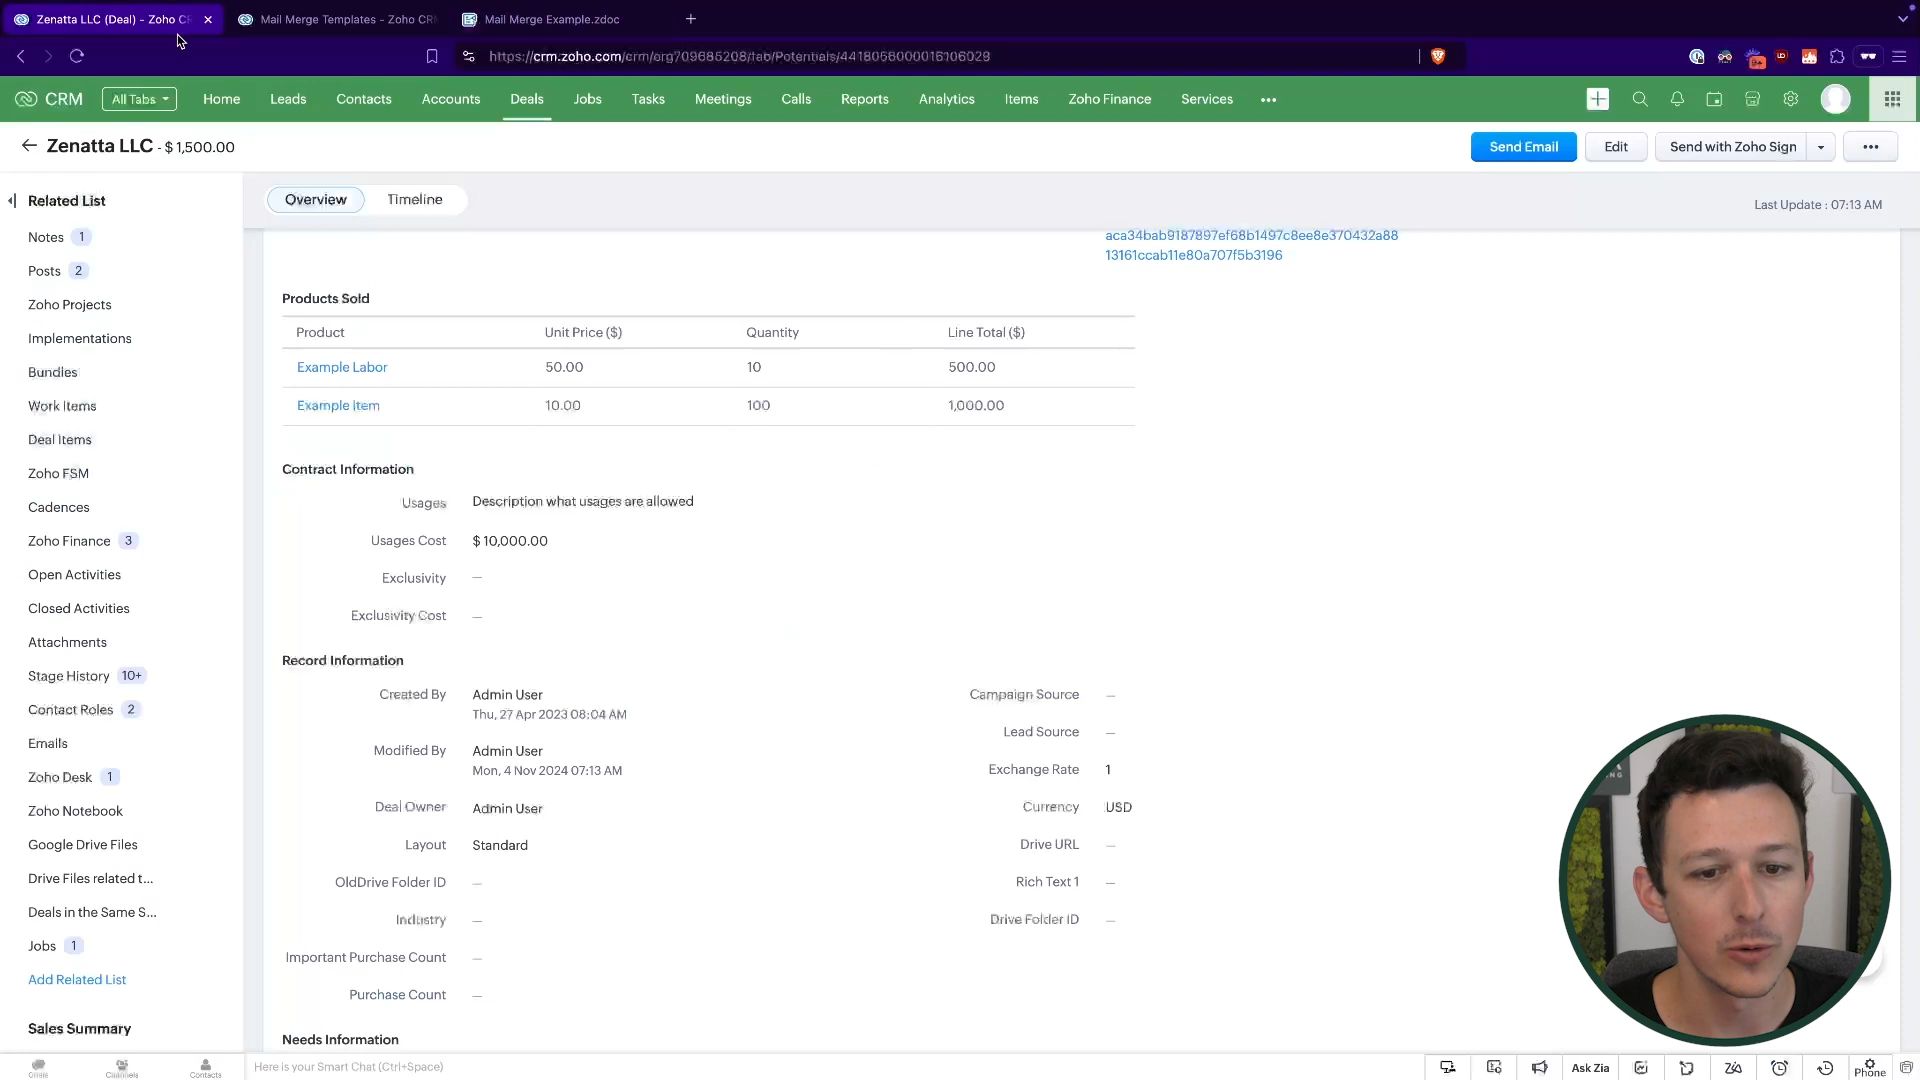 Zenatta LLC (Deal) - Zoho CR
Mail Merge Templates - Zoho CRM
Mail Merge Example.zdoc
https://crm.zoho.com/crm/org709685208/tab/Potentials/4418058000016106029
CRM
All Tabs
Home
Leads
Contacts
Accounts
Deals
Jobs
Tasks
Meetings
Calls
Reports
Analytics
Items
Zoho Finance
Services
Zenatta LLC - $ 1,500.00
Send Email
Edit
Send with Zoho Sign
Related List
Overview
Timeline
Last Update : 07:13 AM
Notes 1
Posts 2
Zoho Projects
Implementations
Bundles
Work Items
Deal Items
Zoho FSM
Cadences
Zoho Finance 3
Open Activities
Closed Activities
Attachments
Stage History 10+
Contact Roles 2
Emails
Zoho Desk 1
Zoho Notebook
Google Drive Files
Drive Files related t...
Deals in the Same S...
Jobs 1
Add Related List
Sales Summary
aca34bab9187897ef68b1497c8ee8e370432a88
13161ccab11e80a707f5b3196
Products Sold
Product Unit Price ($) Quantity Line Total ($)
Example Labor 50.00 10 500.00
Example Item 10.00 100 1,000.00
Contract Information
Usages Description what usages are allowed
Usages Cost $ 10,000.00
Exclusivity —
Exclusivity Cost —
Record Information
Created By Admin User
Thu, 27 Apr 2023 08:04 AM
Modified By Admin User
Mon, 4 Nov 2024 07:13 AM
Deal Owner Admin User
Layout Standard
OldDrive Folder ID —
Industry —
Important Purchase Count —
Purchase Count —
Campaign Source —
Lead Source —
Exchange Rate 1
Currency USD
Drive URL —
Rich Text 1 —
Drive Folder ID —
Needs Information
Channels
Contacts
Here is your Smart Chat (Ctrl+Space)
Ask Zia
Phone